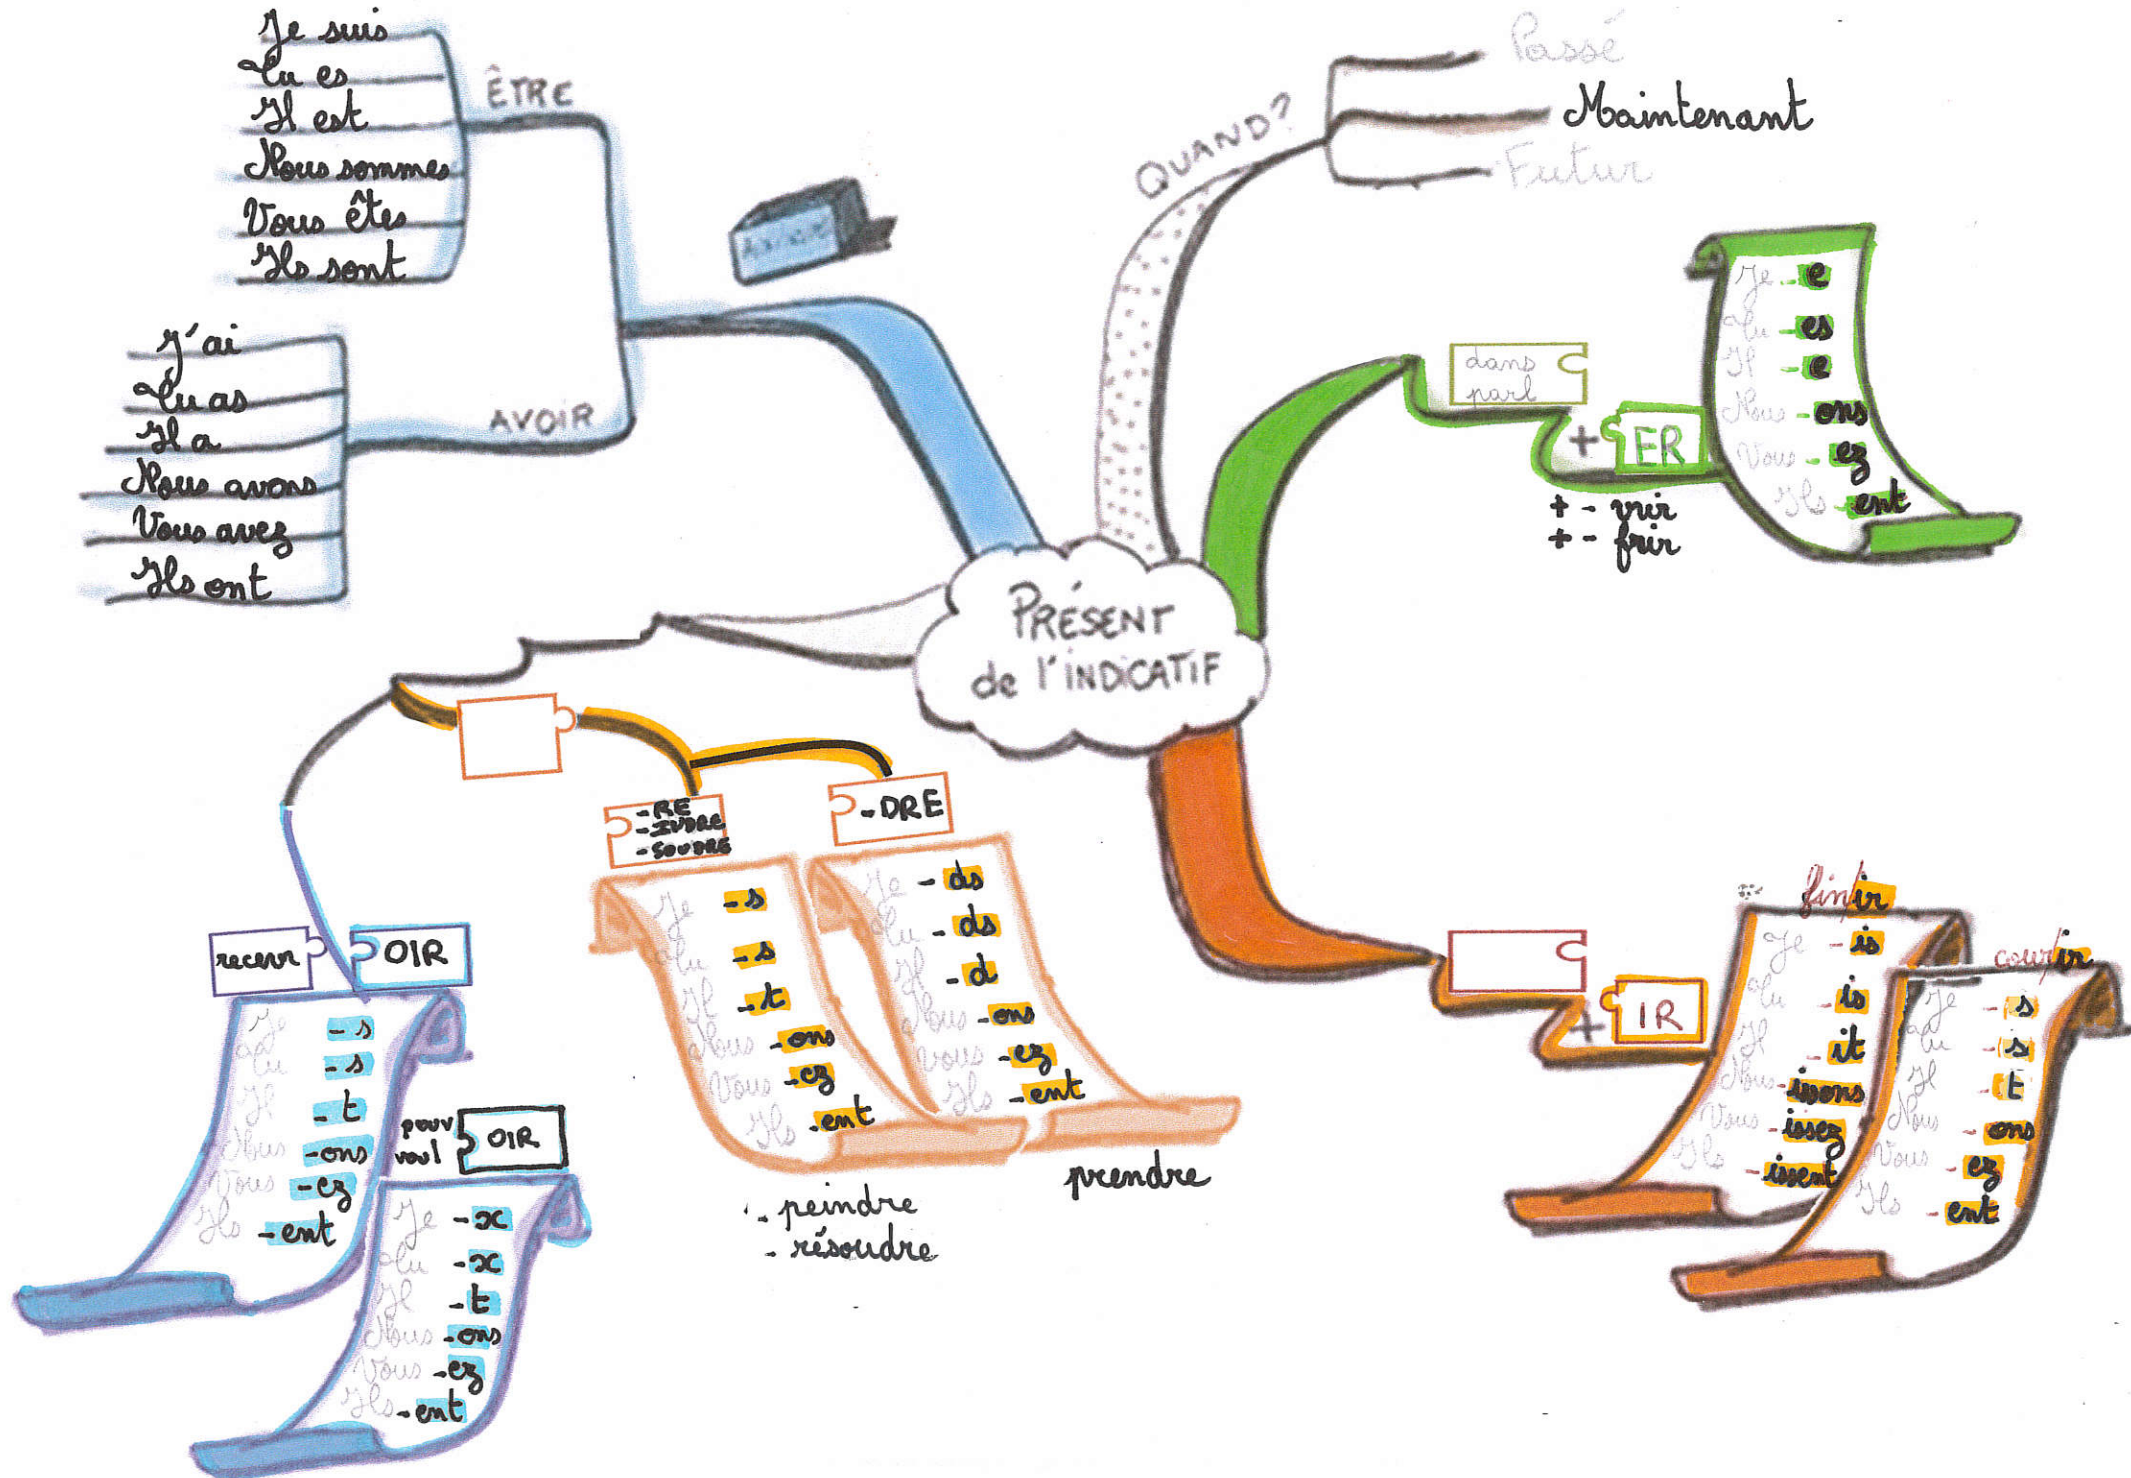 PRÉSENT
de l'INDICATIF
QUAND?
Passé
Maintenant
Futur
ÊTRE
Je suis
Tu es
Il est
Nous sommes
Vous êtes
Ils sont
AVOIR
J'ai
Tu as
Il a
Nous avons
Vous avez
Ils ont
dans
parl
+ ER
+ - vrir
+ - frir
Je - e
Tu - es
Il - e
Nous - ons
Vous - ez
Ils - ent
+ IR
fin/ir
Je - is
Tu - is
Il - it
Nous - issons
Vous - issez
Ils - issent
cour/ir
Je - s
Tu - s
Il - t
Nous - ons
Vous - ez
Ils - ent
- RE
- INDRE
- SOUDRE
Je - s
Tu - s
Il - t
Nous - ons
Vous - ez
Ils - ent
- peindre
- résoudre
- DRE
Je - ds
Tu - ds
Il - d
Nous - ons
Vous - ez
Ils - ent
prendre
OIR
Je - s
Tu - s
Il - t
Nous - ons
Vous - ez
Ils - ent
pouv
voul
OIR
Je - x
Tu - x
Il - t
Nous - ons
Vous - ez
Ils - ent